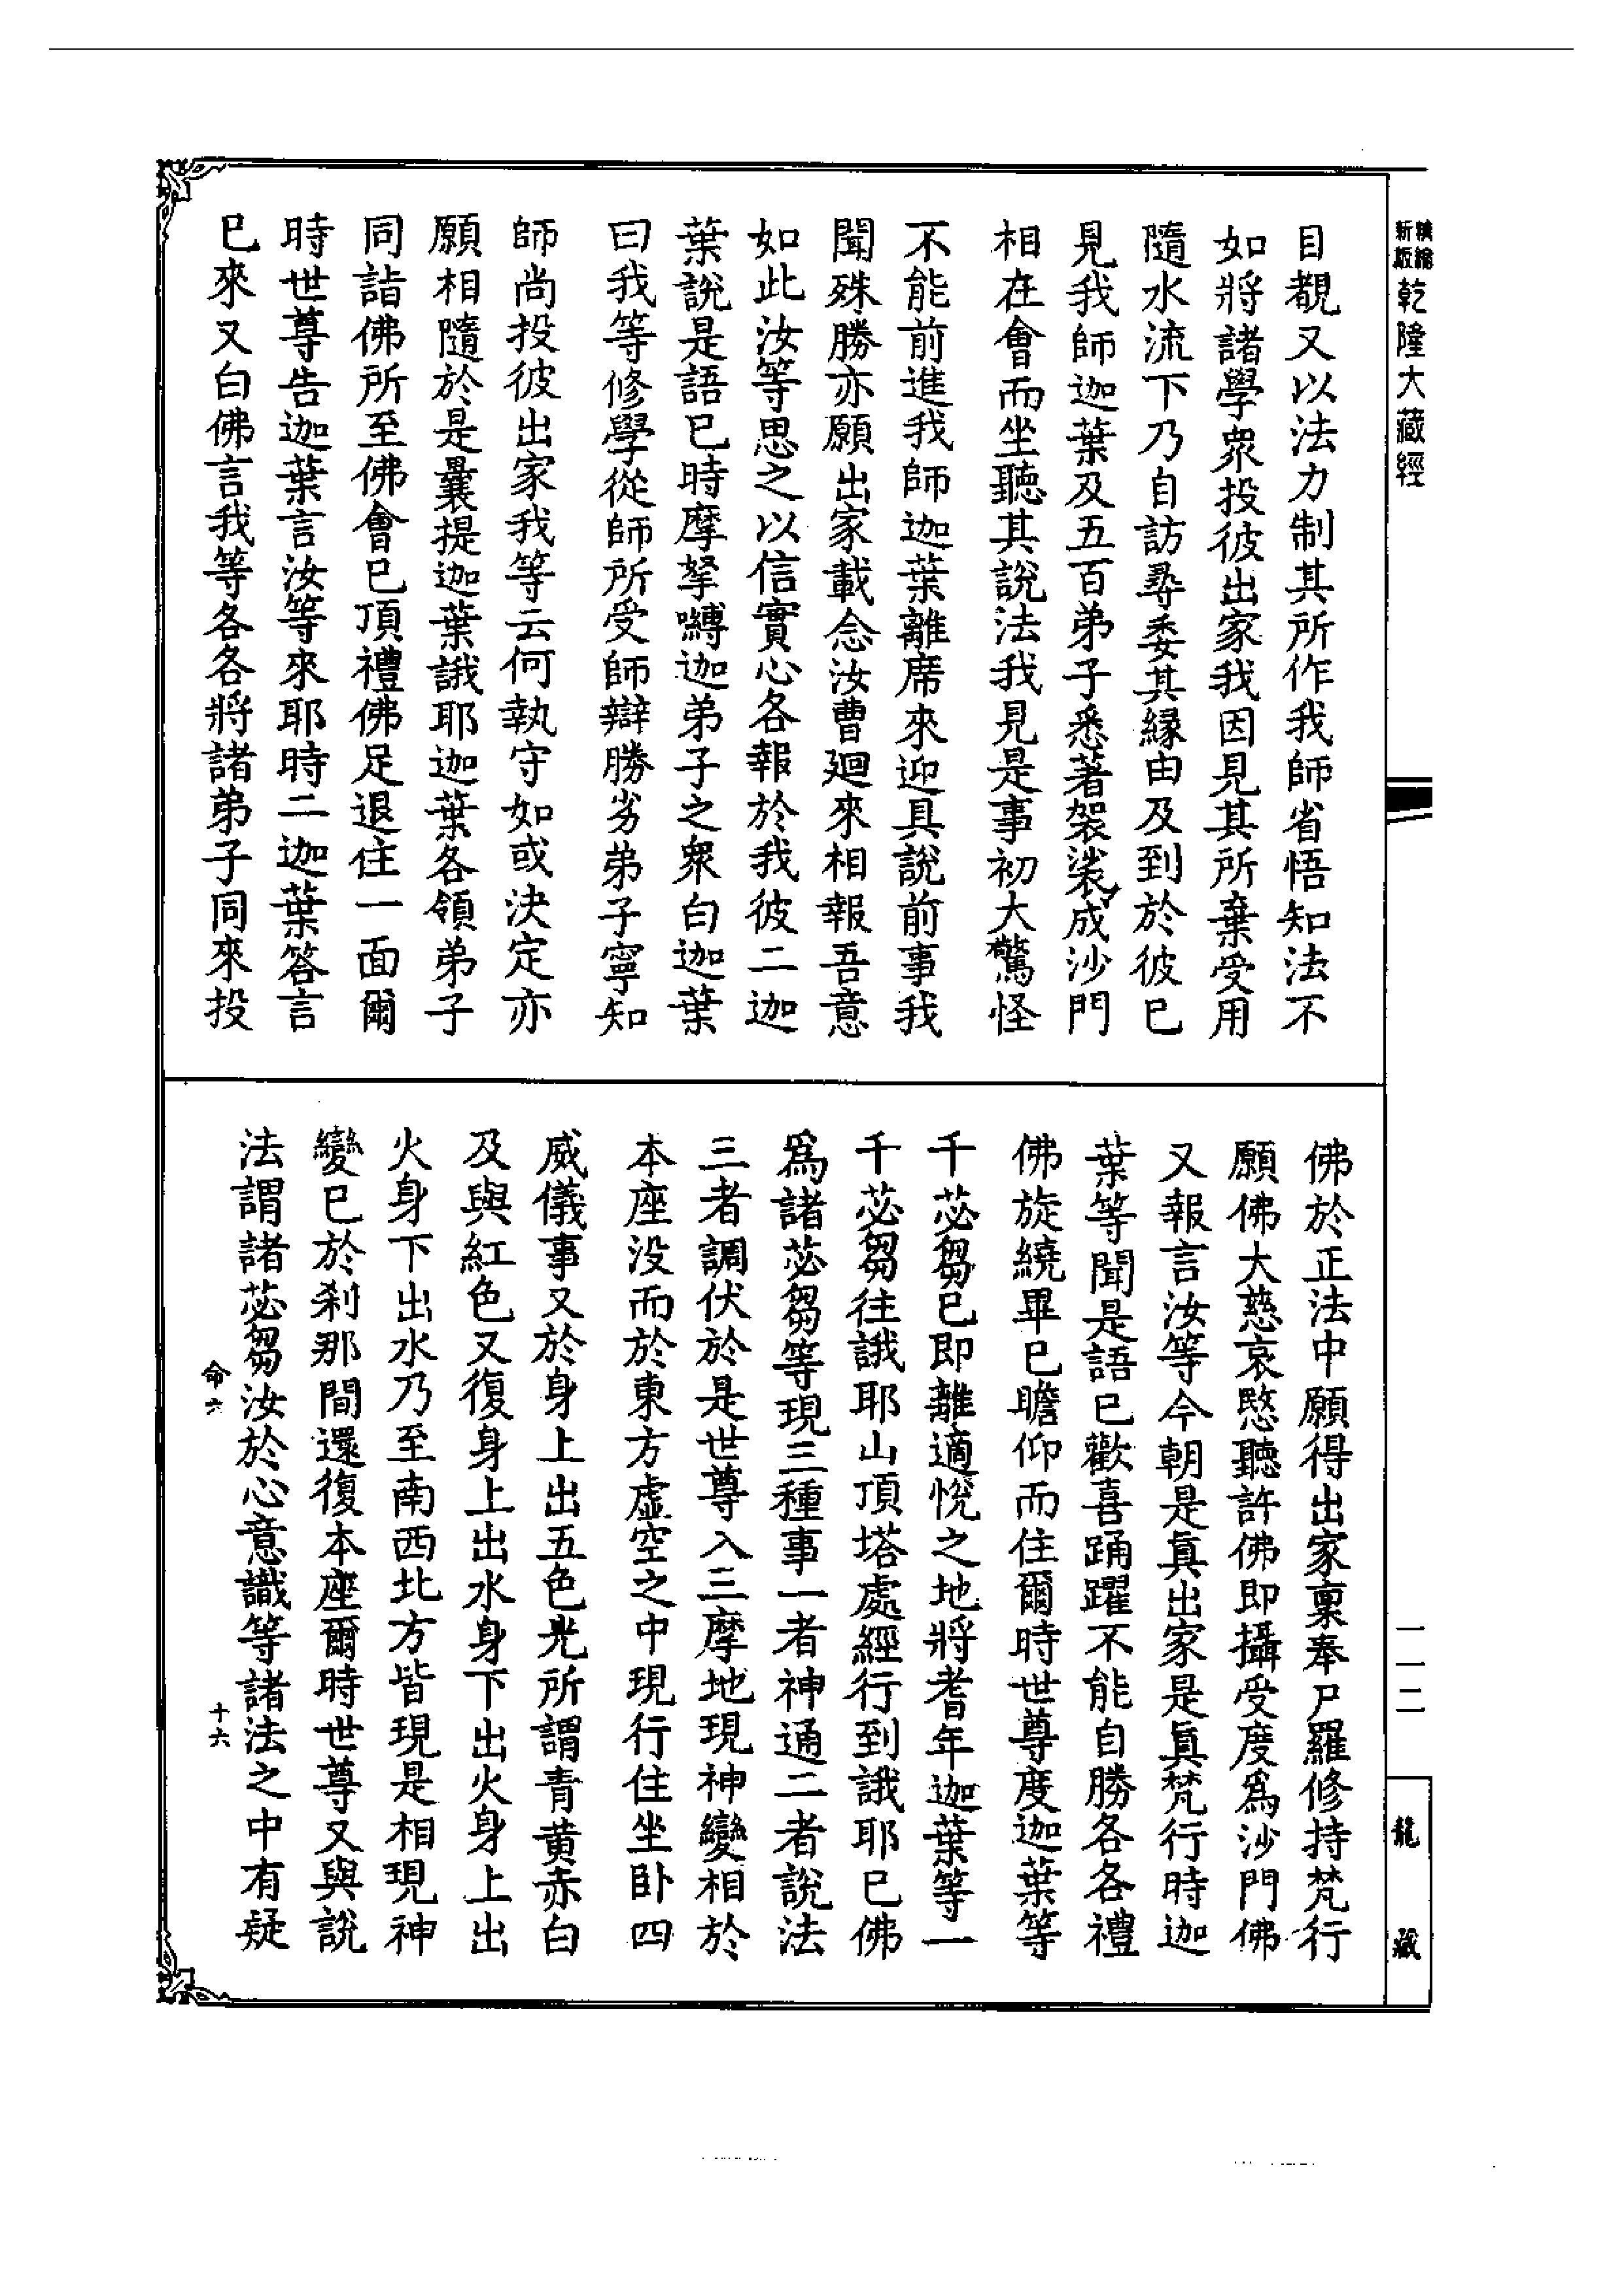 精編
新版
乾隆大藏經
目覩又以法力制其所作我師省悟知法不
如將諸學衆投彼出家我因見其所棄受用
隨水流下乃自訪尋委其緣由及到於彼已
見我師迦葉及五百弟子悉著袈裟成沙門
相在會而坐聽其說法我見是事初大驚怪
不能前進我師迦葉離席來迎具說前事我
聞殊勝亦願出家載念汝曹廻來相報吾意
如此汝等思之以信實心各報於我彼二迦
葉說是語已時摩拏嚩迦弟子之衆白迦葉
曰我等修學從師所受師辯勝劣弟子寧知
師尚投彼出家我等云何執守如或決定亦
願相隨於是曩提迦葉誐耶迦葉各領弟子
同詣佛所至佛會已頂禮佛足退住一面爾
時世尊告迦葉言汝等來耶時二迦葉答言
已來又白佛言我等各各將諸弟子同來投
佛於正法中願得出家稟奉尸羅修持梵行
願佛大慈哀愍聽許佛即攝受度爲沙門佛
又報言汝等今朝是真出家是真梵行時迦
葉等聞是語已歡喜踊躍不能自勝各各禮
佛旋繞畢已瞻仰而住爾時世尊度迦葉等
千苾芻已即離適悅之地將耆年迦葉等一
千苾芻往誐耶山頂塔處經行到誐耶已佛
爲諸苾芻等現三種事一者神通二者說法
三者調伏於是世尊入三摩地現神變相於
本座没而於東方虛空之中現行住坐卧四
威儀事又於身上出五色光所謂青黃赤白
及與紅色又復身上出水身下出火身上出
火身下出水乃至南西北方皆現是相現神
變已於刹那間還復本座爾時世尊又與說
法謂諸苾芻汝於心意識等諸法之中有疑
命六
十六
一一二
龍藏